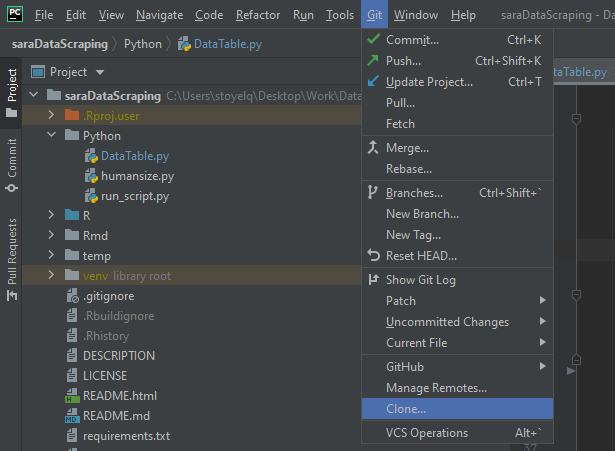 PC File Edit View Navigate Code Refactor Run Tools Git Window Help saraDataScraping - Da
saraDataScraping Python DataTable.py
Project
Commit
Pull Requests
Project
saraDataScraping C:\Users\stoyelq\Desktop\Work\Data
.Rproj.user
Python
DataTable.py
humansize.py
run_script.py
R
Rmd
temp
venv library root
.gitignore
.Rbuildignore
.Rhistory
DESCRIPTION
LICENSE
README.html
README.md
requirements.txt
Commit... Ctrl+K
Push... Ctrl+Shift+K
Update Project... Ctrl+T
Pull...
Fetch
Merge...
Rebase...
Branches... Ctrl+Shift+`
New Branch...
New Tag...
Reset HEAD...
Show Git Log
Patch
Uncommitted Changes
Current File
GitHub
Manage Remotes...
Clone...
VCS Operations Alt+`
ataTable.py
37